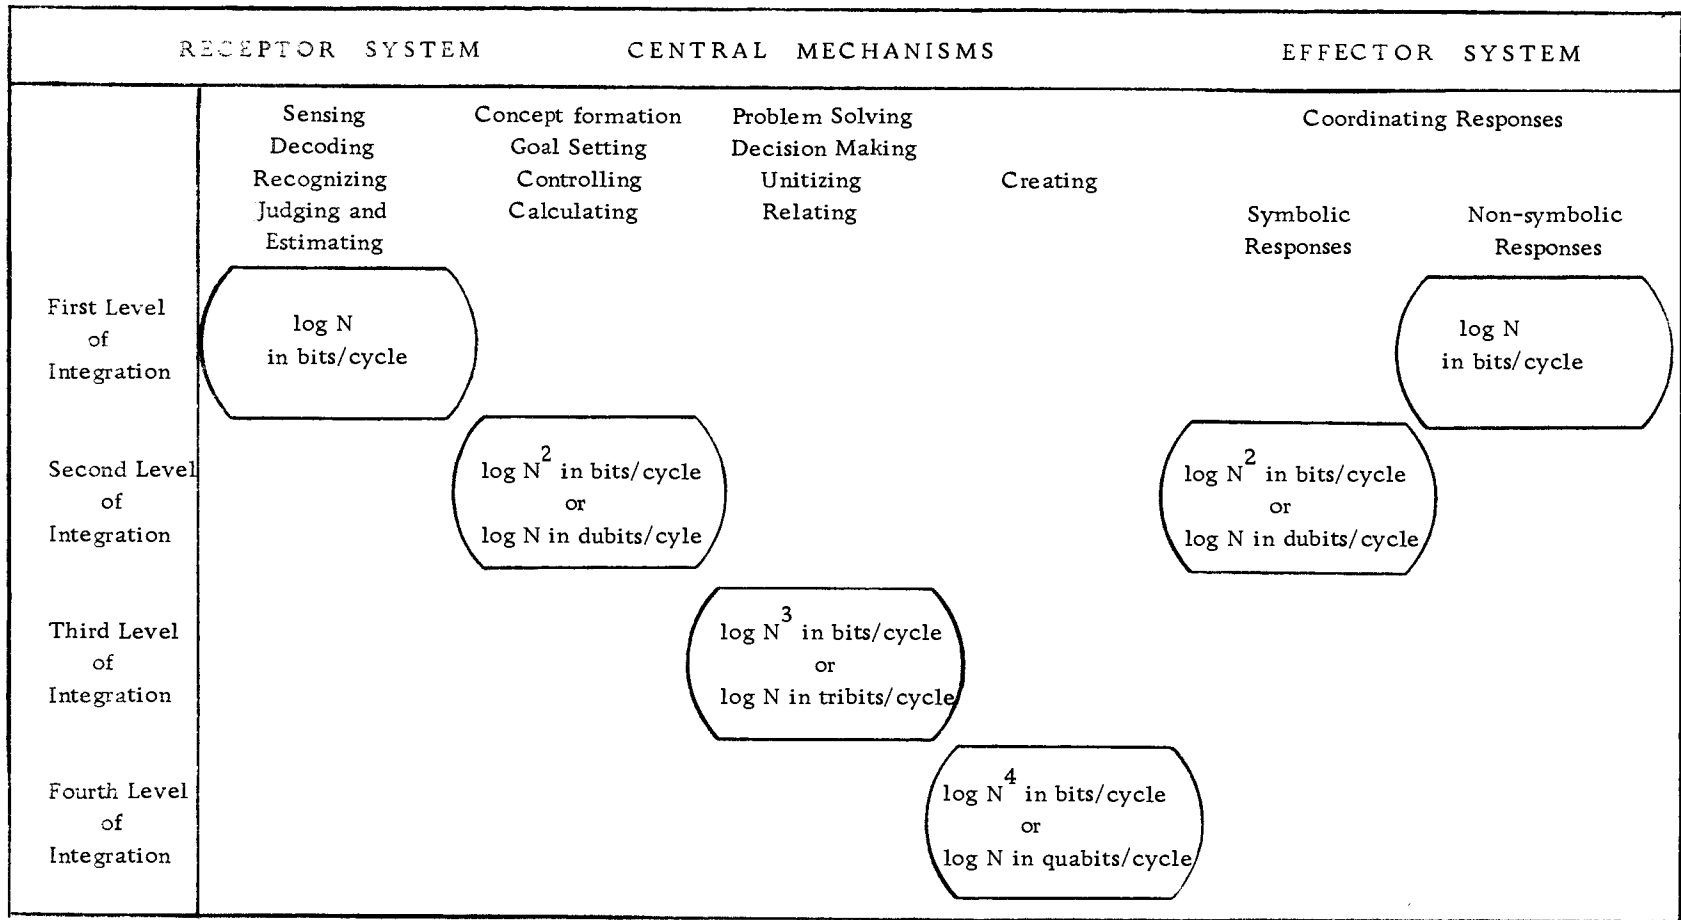 RECEPTOR SYSTEM CENTRAL MECHANISMS EFFECTOR SYSTEM
Sensing
Decoding
Recognizing
Judging and
Estimating
Concept formation
Goal Setting
Controlling
Calculating
Problem Solving
Decision Making
Unitizing
Relating
Creating
Coordinating Responses
Symbolic
Responses
Non-symbolic
Responses
First Level
of
Integration
log N
in bits/cycle
log N
in bits/cycle
Second Level
of
Integration
log N² in bits/cycle
or
log N in dubits/cyle
log N² in bits/cycle
or
log N in dubits/cycle
Third Level
of
Integration
log N³ in bits/cycle
or
log N in tribits/cycle
Fourth Level
of
Integration
log N⁴ in bits/cycle
or
log N in quabits/cycle